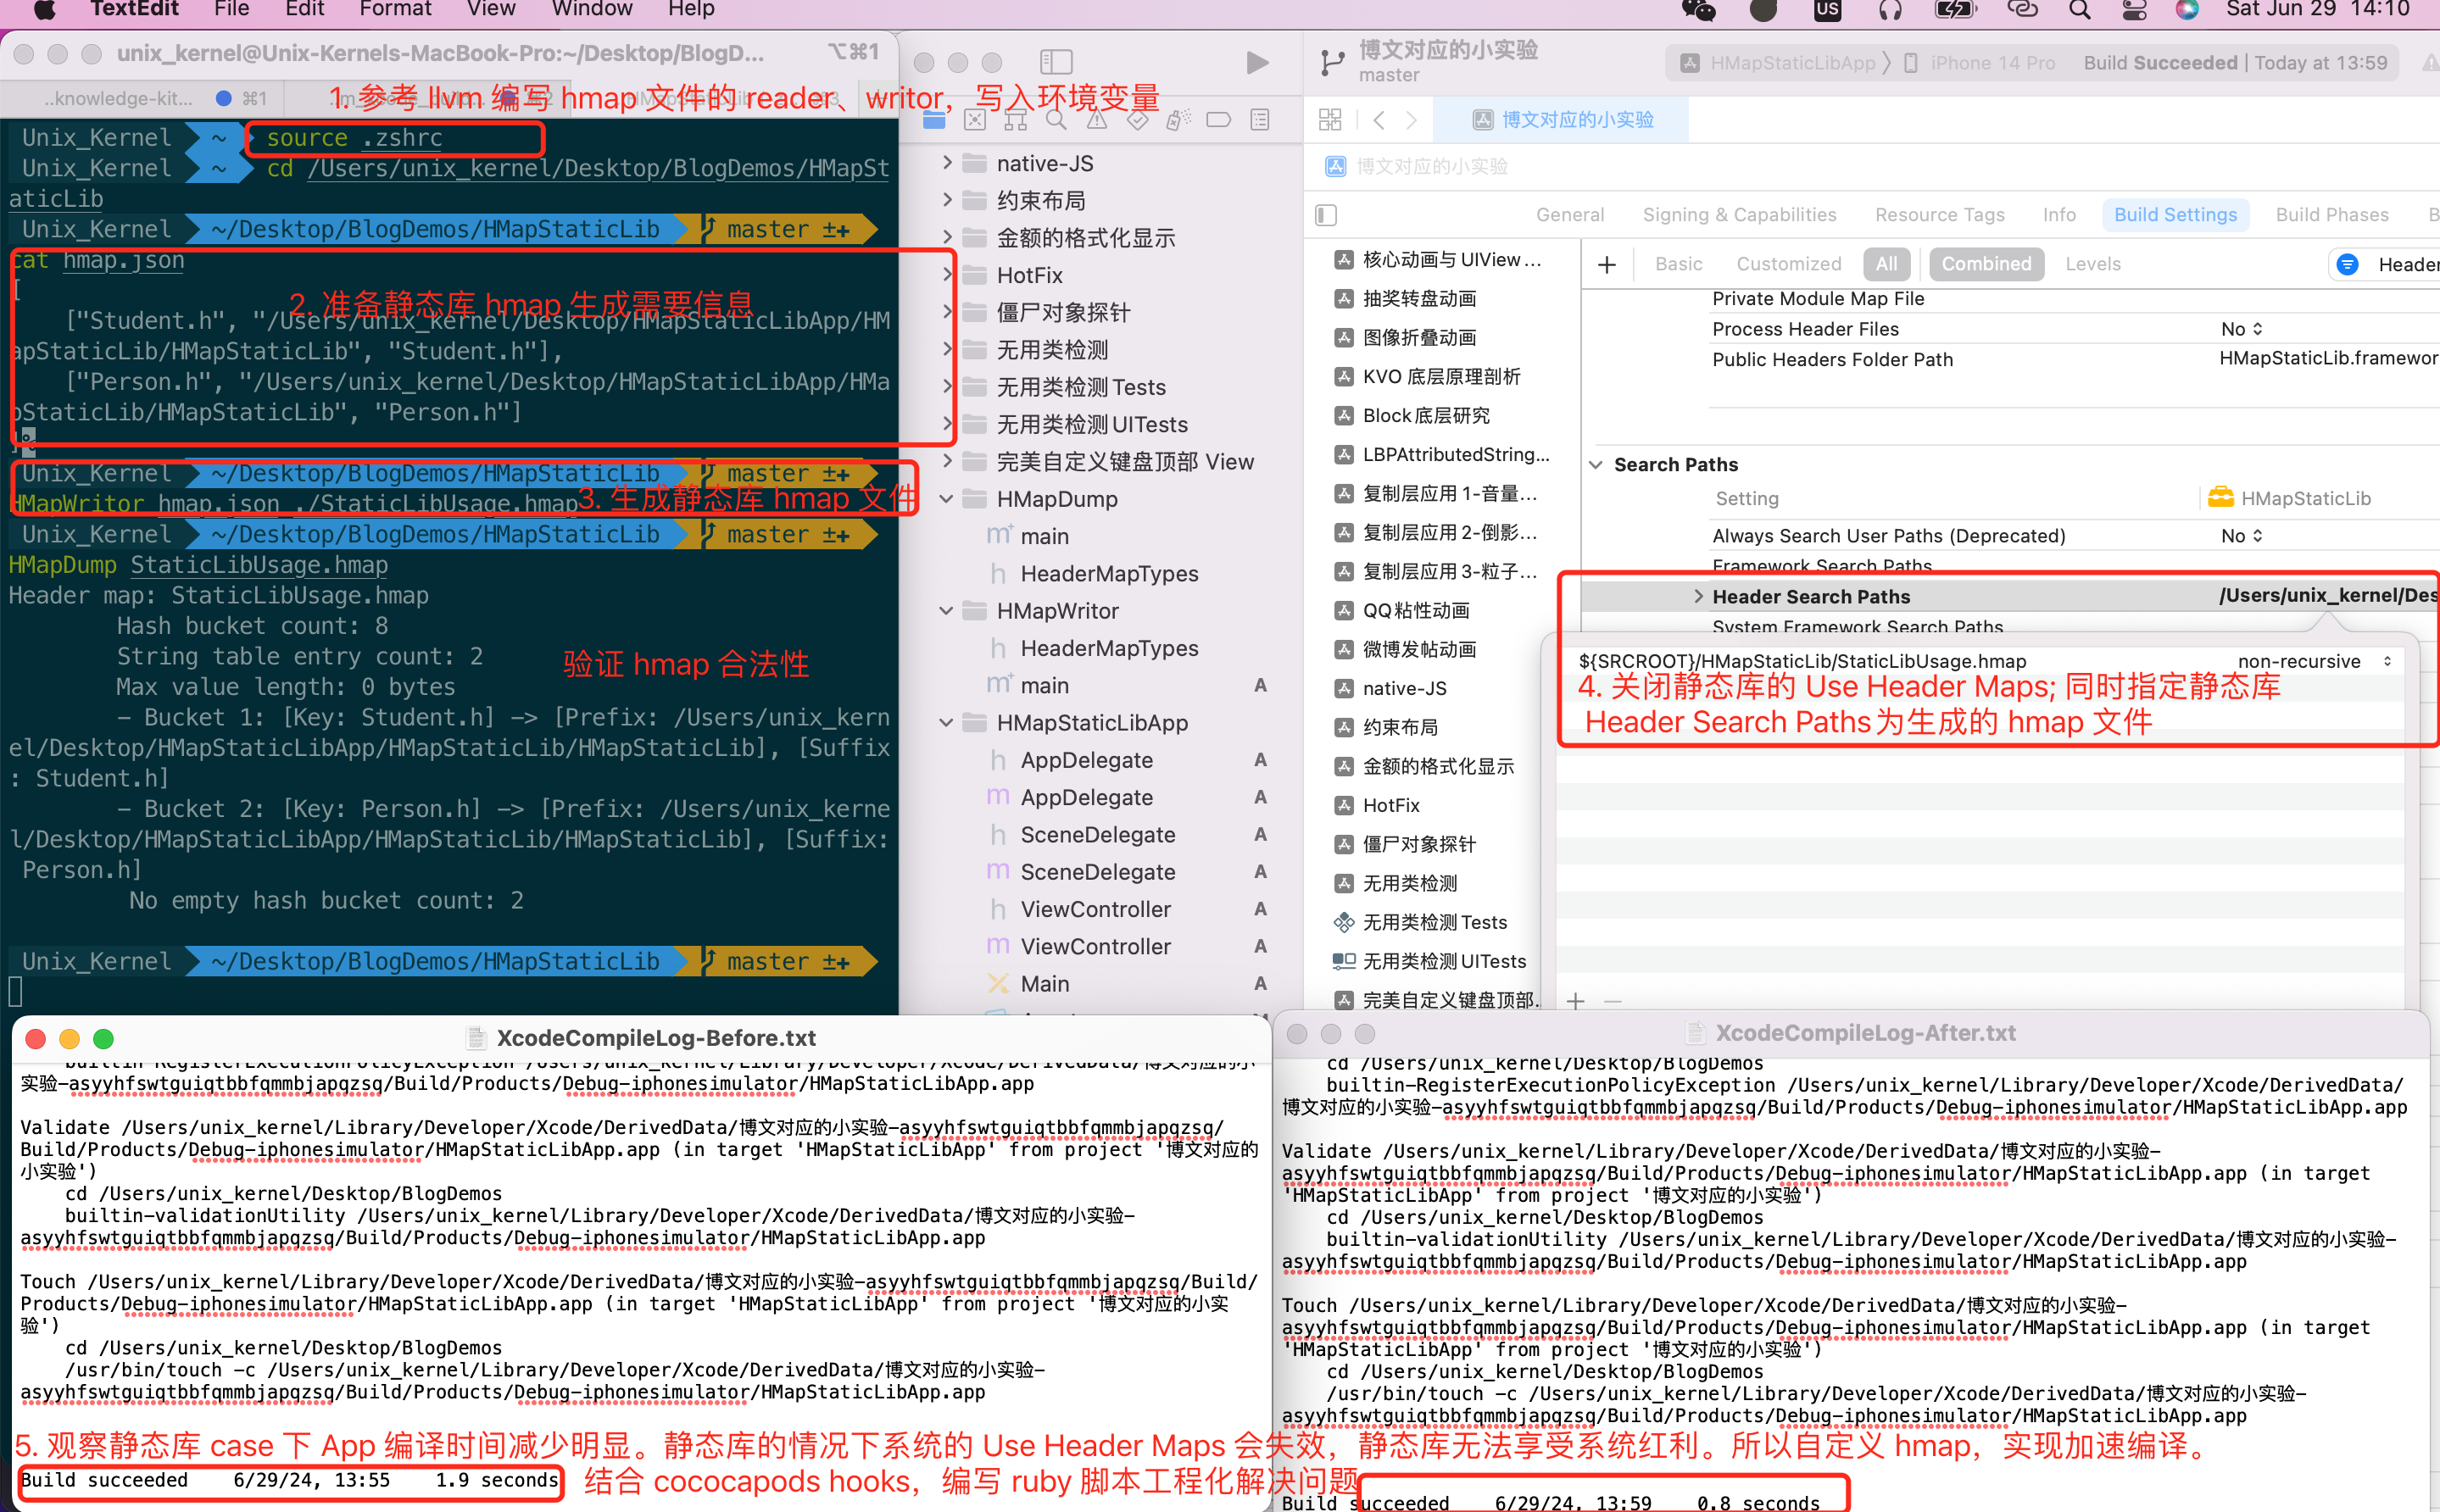 TextEdit File Edit Format View Window Help US Sat Jun 29 14:10
unix_kernel@Unix-Kernels-MacBook-Pro:~/Desktop/BlogD... ⌥⌘1
..knowledge-kit... ⌘1
1. 参考 llvm 编写 hmap 文件的 reader、writor，写入环境变量
Unix_Kernel ~ source .zshrc
Unix_Kernel ~ cd /Users/unix_kernel/Desktop/BlogDemos/HMapSt
aticLib
Unix_Kernel ~/Desktop/BlogDemos/HMapStaticLib master ±✚
cat hmap.json
[
2. 准备静态库 hmap 生成需要信息
["Student.h", "/Users/unix_kernel/Desktop/HMapStaticLibApp/HM
apStaticLib/HMapStaticLib", "Student.h"],
["Person.h", "/Users/unix_kernel/Desktop/HMapStaticLibApp/HMa
pStaticLib/HMapStaticLib", "Person.h"]
]%
Unix_Kernel ~/Desktop/BlogDemos/HMapStaticLib master ±✚
HMapWritor hmap.json ./StaticLibUsage.hmap
3. 生成静态库 hmap 文件
Unix_Kernel ~/Desktop/BlogDemos/HMapStaticLib master ±✚
HMapDump StaticLibUsage.hmap
Header map: StaticLibUsage.hmap
Hash bucket count: 8
String table entry count: 2
Max value length: 0 bytes
验证 hmap 合法性
- Bucket 1: [Key: Student.h] -> [Prefix: /Users/unix_kern
el/Desktop/HMapStaticLibApp/HMapStaticLib/HMapStaticLib], [Suffix
: Student.h]
- Bucket 2: [Key: Person.h] -> [Prefix: /Users/unix_kerne
l/Desktop/HMapStaticLibApp/HMapStaticLib/HMapStaticLib], [Suffix:
Person.h]
No empty hash bucket count: 2
Unix_Kernel ~/Desktop/BlogDemos/HMapStaticLib master ±✚
native-JS
约束布局
金额的格式化显示
HotFix
僵尸对象探针
无用类检测
无用类检测 Tests
无用类检测 UITests
完美自定义键盘顶部 View
HMapDump
main
HeaderMapTypes
HMapWritor
HeaderMapTypes
main A
HMapStaticLibApp
AppDelegate A
AppDelegate A
SceneDelegate A
SceneDelegate A
ViewController A
ViewController A
Main A
博文对应的小实验
master
HMapStaticLibApp 〉 iPhone 14 Pro Build Succeeded | Today at 13:59
博文对应的小实验
博文对应的小实验
General Signing & Capabilities Resource Tags Info Build Settings Build Phases B
核心动画与 UIView...
抽奖转盘动画
图像折叠动画
KVO 底层原理剖析
Block底层研究
LBPAttributedString...
复制层应用 1-音量...
复制层应用 2-倒影...
复制层应用 3-粒子...
QQ粘性动画
微博发帖动画
native-JS
约束布局
金额的格式化显示
HotFix
僵尸对象探针
无用类检测
无用类检测 Tests
无用类检测 UITests
完美自定义键盘顶部...
+ Basic Customized All Combined Levels Header
Private Module Map File
Process Header Files No
Public Headers Folder Path HMapStaticLib.framewor
Search Paths
Setting HMapStaticLib
Always Search User Paths (Deprecated) No
Framework Search Paths
Header Search Paths /Users/unix_kernel/Des
System Framework Search Paths
${SRCROOT}/HMapStaticLib/StaticLibUsage.hmap non-recursive
4. 关闭静态库的 Use Header Maps; 同时指定静态库
Header Search Paths 为生成的 hmap 文件
XcodeCompileLog-Before.txt
builtin-RegisterExecutionPolicyException /Users/unix_kernel/Library/Developer/Xcode/DerivedData/博文对应的小
实验-asyyhfswtguiqtbbfqmmbjapqzsq/Build/Products/Debug-iphonesimulator/HMapStaticLibApp.app
Validate /Users/unix_kernel/Library/Developer/Xcode/DerivedData/博文对应的小实验-asyyhfswtguiqtbbfqmmbjapqzsq/
Build/Products/Debug-iphonesimulator/HMapStaticLibApp.app (in target 'HMapStaticLibApp' from project '博文对应的
小实验')
cd /Users/unix_kernel/Desktop/BlogDemos
builtin-validationUtility /Users/unix_kernel/Library/Developer/Xcode/DerivedData/博文对应的小实验-
asyyhfswtguiqtbbfqmmbjapqzsq/Build/Products/Debug-iphonesimulator/HMapStaticLibApp.app
Touch /Users/unix_kernel/Library/Developer/Xcode/DerivedData/博文对应的小实验-asyyhfswtguiqtbbfqmmbjapqzsq/Build/
Products/Debug-iphonesimulator/HMapStaticLibApp.app (in target 'HMapStaticLibApp' from project '博文对应的小实
验')
cd /Users/unix_kernel/Desktop/BlogDemos
/usr/bin/touch -c /Users/unix_kernel/Library/Developer/Xcode/DerivedData/博文对应的小实验-
asyyhfswtguiqtbbfqmmbjapqzsq/Build/Products/Debug-iphonesimulator/HMapStaticLibApp.app
XcodeCompileLog-After.txt
cd /Users/unix_kernel/Desktop/BlogDemos
builtin-RegisterExecutionPolicyException /Users/unix_kernel/Library/Developer/Xcode/DerivedData/
博文对应的小实验-asyyhfswtguiqtbbfqmmbjapqzsq/Build/Products/Debug-iphonesimulator/HMapStaticLibApp.app
Validate /Users/unix_kernel/Library/Developer/Xcode/DerivedData/博文对应的小实验-
asyyhfswtguiqtbbfqmmbjapqzsq/Build/Products/Debug-iphonesimulator/HMapStaticLibApp.app (in target
'HMapStaticLibApp' from project '博文对应的小实验')
cd /Users/unix_kernel/Desktop/BlogDemos
builtin-validationUtility /Users/unix_kernel/Library/Developer/Xcode/DerivedData/博文对应的小实验-
asyyhfswtguiqtbbfqmmbjapqzsq/Build/Products/Debug-iphonesimulator/HMapStaticLibApp.app
Touch /Users/unix_kernel/Library/Developer/Xcode/DerivedData/博文对应的小实验-
asyyhfswtguiqtbbfqmmbjapqzsq/Build/Products/Debug-iphonesimulator/HMapStaticLibApp.app (in target
'HMapStaticLibApp' from project '博文对应的小实验')
cd /Users/unix_kernel/Desktop/BlogDemos
/usr/bin/touch -c /Users/unix_kernel/Library/Developer/Xcode/DerivedData/博文对应的小实验-
asyyhfswtguiqtbbfqmmbjapqzsq/Build/Products/Debug-iphonesimulator/HMapStaticLibApp.app
5. 观察静态库 case 下 App 编译时间减少明显。静态库的情况下系统的 Use Header Maps 会失效，静态库无法享受系统红利。所以自定义 hmap，实现加速编译。
Build succeeded 6/29/24, 13:55 1.9 seconds
结合 cococapods hooks，编写 ruby 脚本工程化解决问题
Build succeeded 6/29/24, 13:59 0.8 seconds